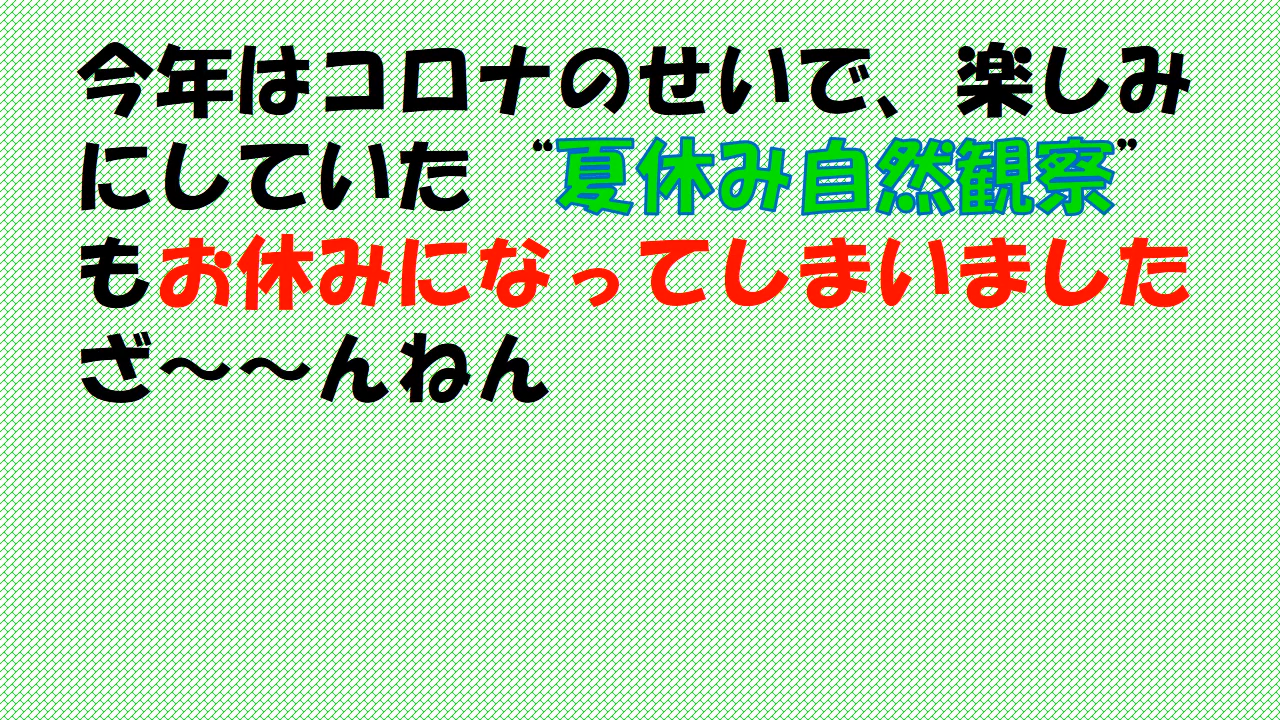 今年はコロナのせいで、楽しみ
にしていた “夏休み自然観察”
もお休みになってしまいました
ざ～～んねん